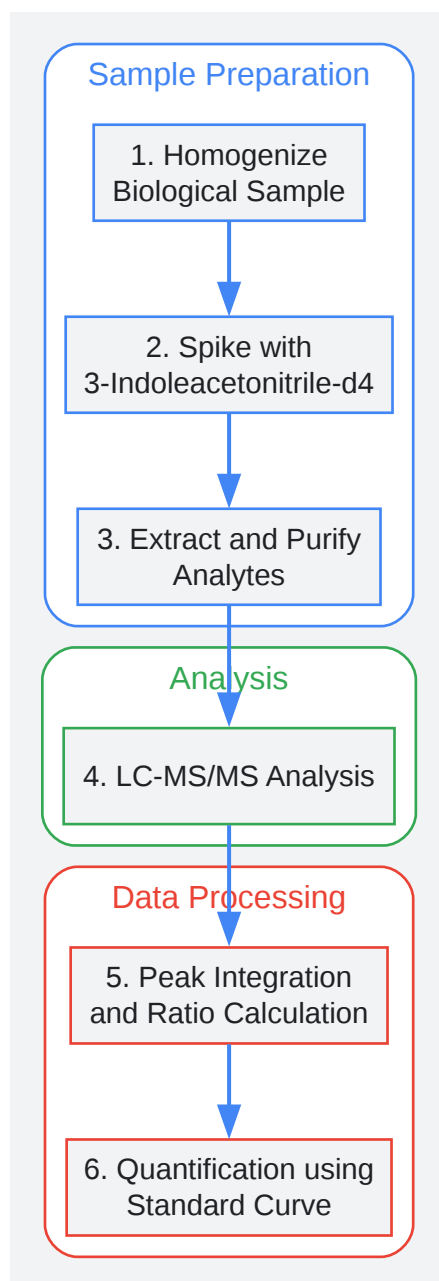 Sample Preparation
1. Homogenize
Biological Sample
2. Spike with
3-Indoleacetonitrile-d4
3. Extract and Purify
Analytes
Analysis
4. LC-MS/MS Analysis
Data Processing
5. Peak Integration
and Ratio Calculation
6. Quantification using
Standard Curve